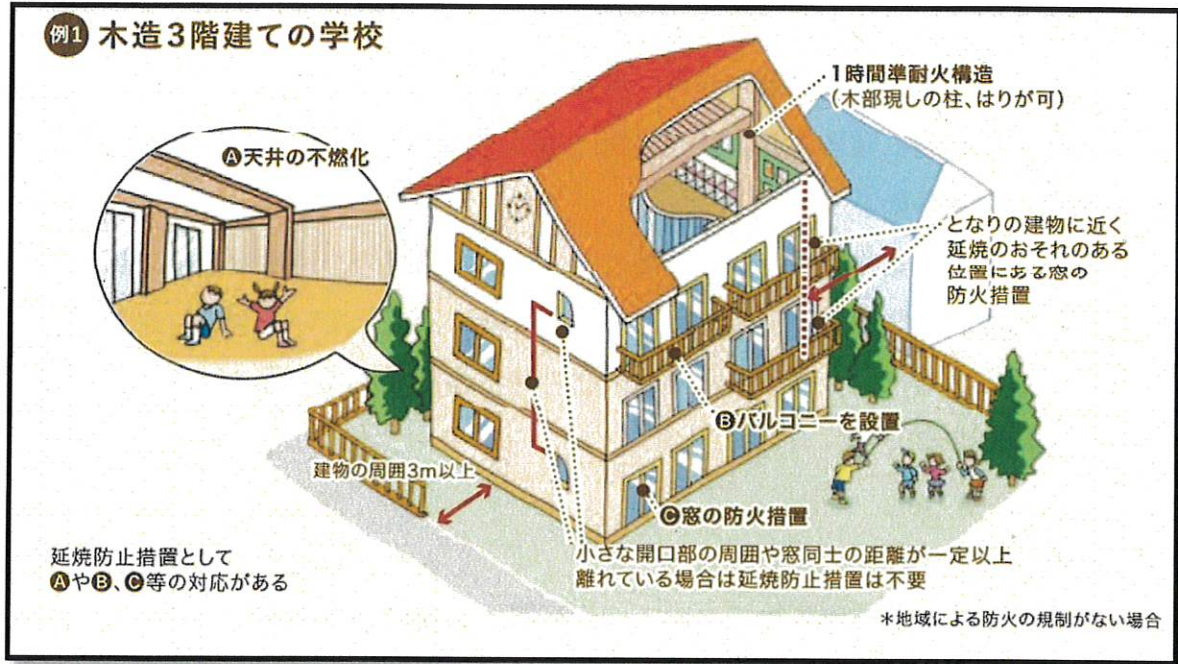 例1 木造3階建ての学校
1時間準耐火構造
(木部現しの柱、はりが可)
Ⓐ天井の不燃化
となりの建物に近く
延焼のおそれのある
位置にある窓の
防火措置
Ⓑバルコニーを設置
建物の周囲3m以上
Ⓒ窓の防火措置
小さな開口部の周囲や窓同士の距離が一定以上
離れている場合は延焼防止措置は不要
延焼防止措置として
ⒶやⒷ、Ⓒ等の対応がある
＊地域による防火の規制がない場合